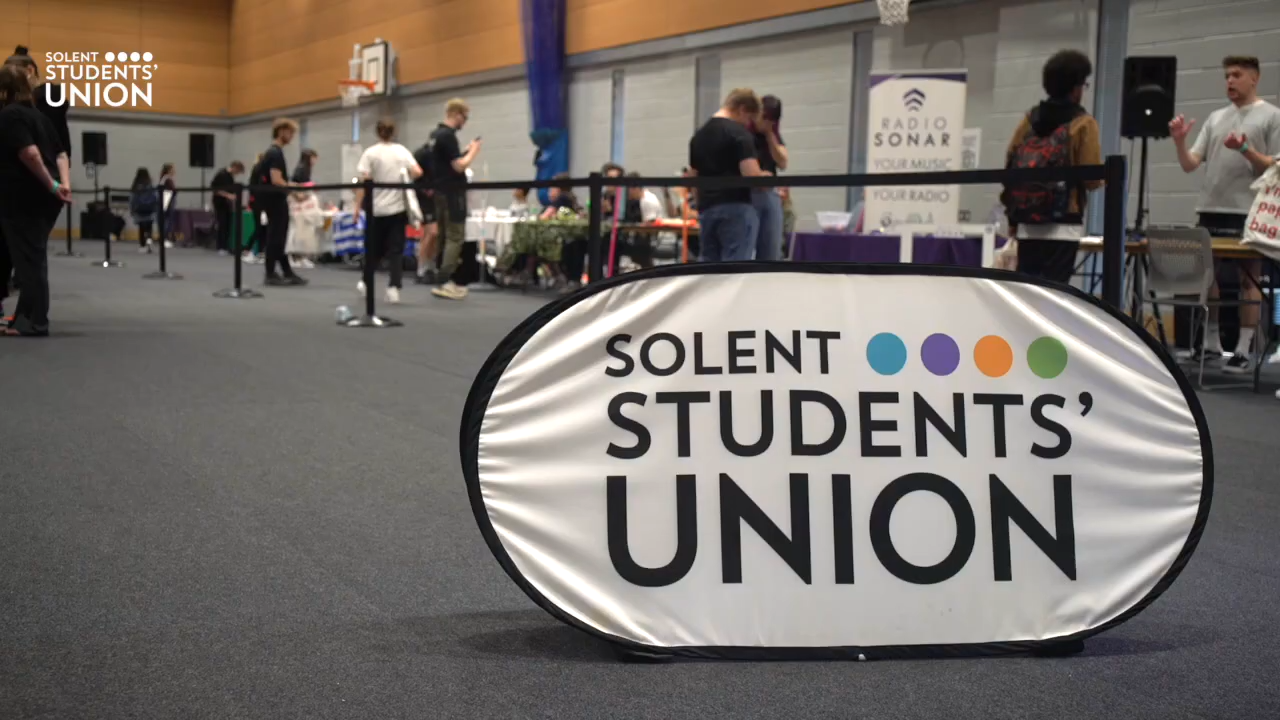 SOLENT
STUDENTS'
UNION
RADIO
SONAR
YOUR MUSIC
YOUR RADIO
SOLENT
STUDENTS'
UNION